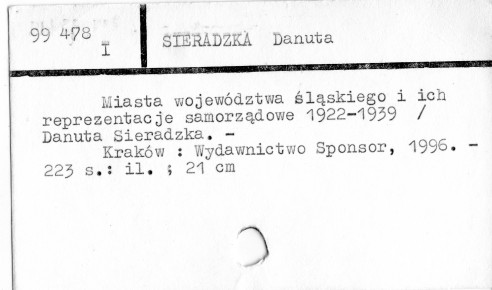 99 478 I
SIERADZKA Danuta
Miasta województwa śląskiego i ich
reprezentacje samorządowe 1922-1939 /
Danuta Sieradzka. -
Kraków : Wydawnictwo Sponsor, 1996. -
223 s.: il. ; 21 cm